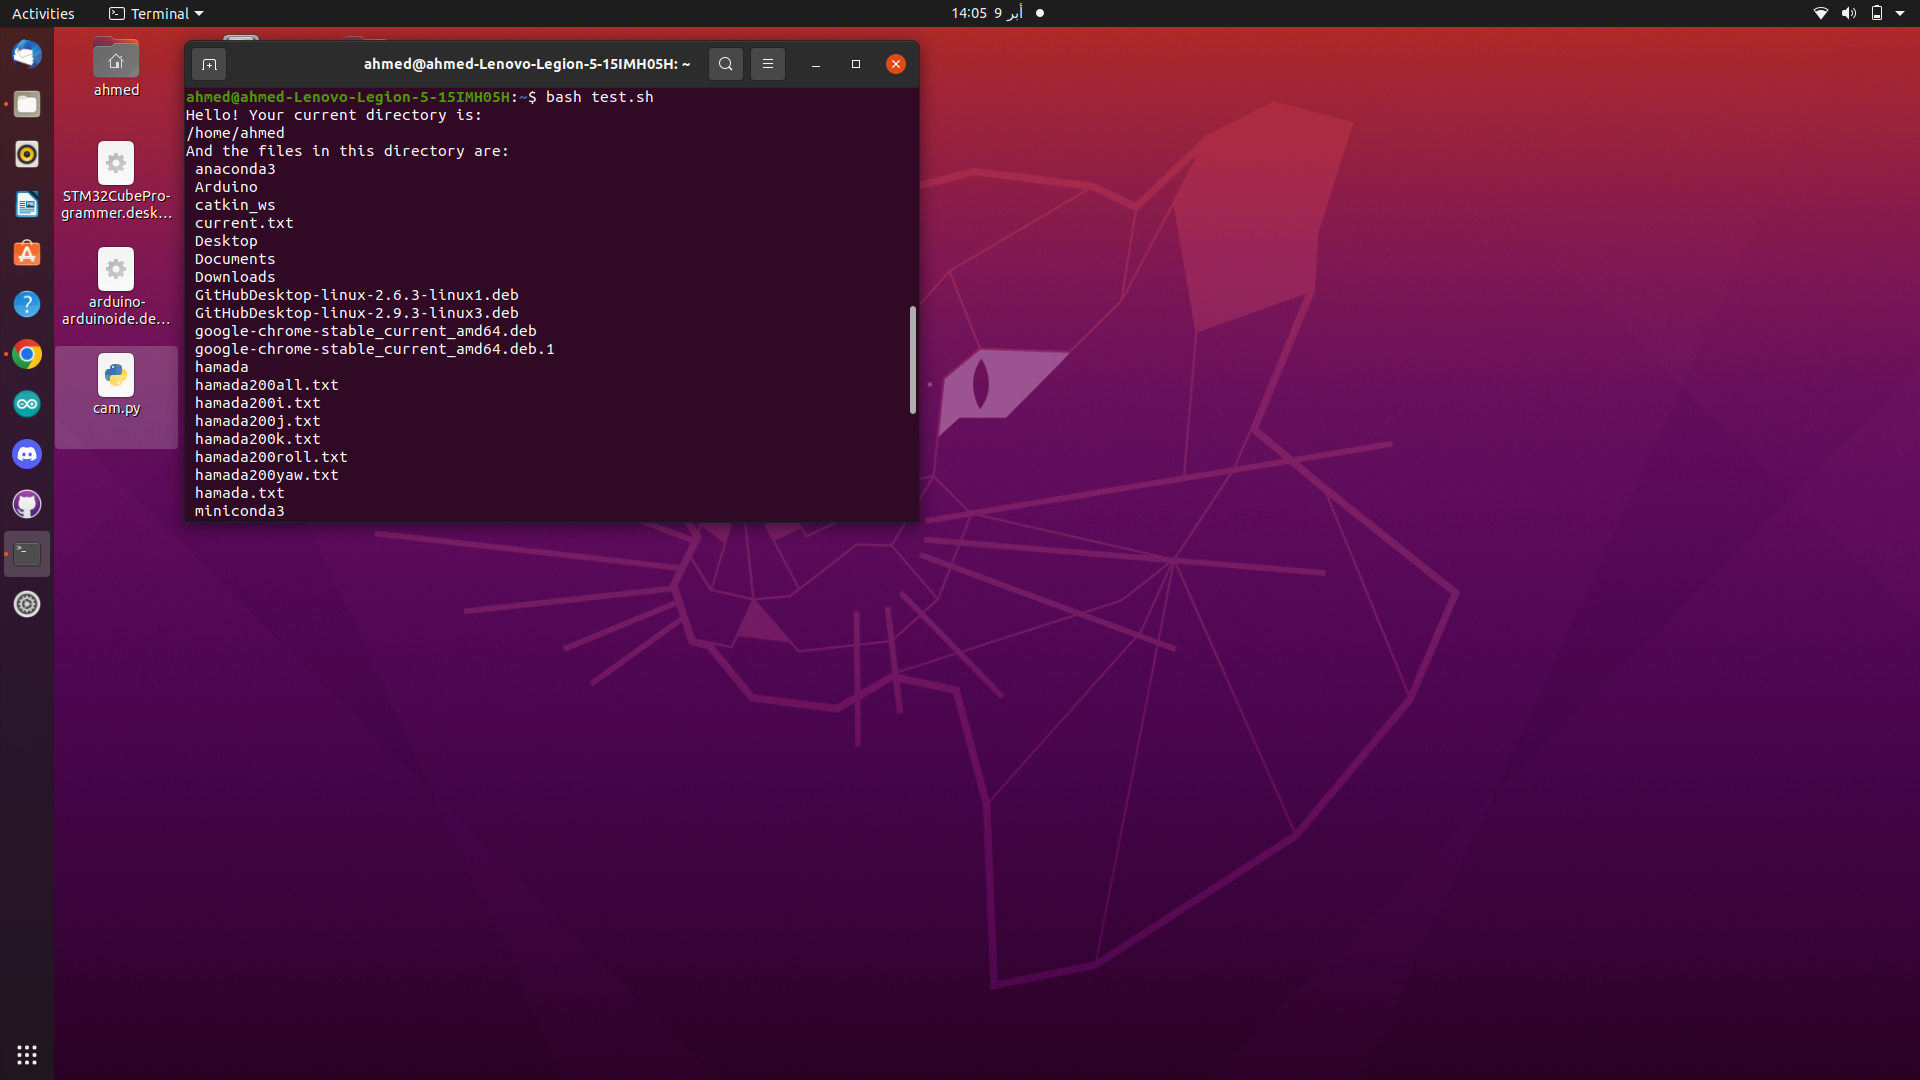 Activities
Terminal
14:05 9 أبر
ahmed
STM32CubePro-
grammer.desk...
arduino-
arduinoide.de...
cam.py
ahmed@ahmed-Lenovo-Legion-5-15IMH05H: ~
ahmed@ahmed-Lenovo-Legion-5-15IMH05H:~$ bash test.sh
Hello! Your current directory is:
/home/ahmed
And the files in this directory are:
anaconda3
Arduino
catkin_ws
current.txt
Desktop
Documents
Downloads
GitHubDesktop-linux-2.6.3-linux1.deb
GitHubDesktop-linux-2.9.3-linux3.deb
google-chrome-stable_current_amd64.deb
google-chrome-stable_current_amd64.deb.1
hamada
hamada200all.txt
hamada200i.txt
hamada200j.txt
hamada200k.txt
hamada200roll.txt
hamada200yaw.txt
hamada.txt
miniconda3